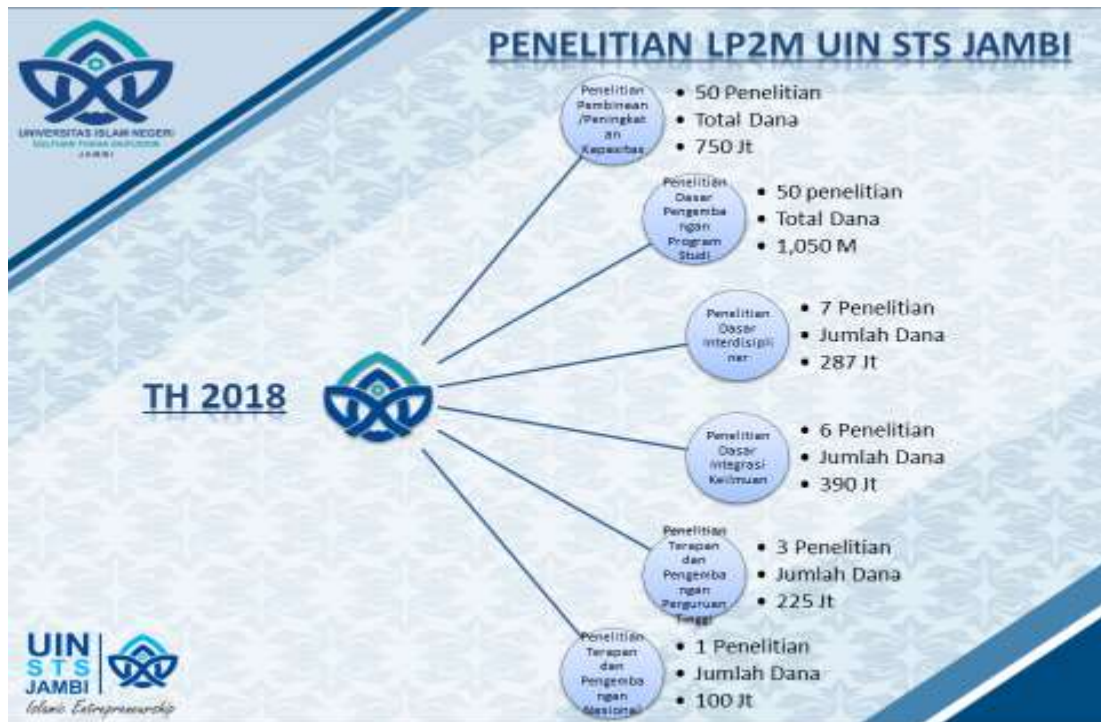 PENELITIAN LP2M UIN STS JAMBI
UNIVERSITAS ISLAM NEGERI
SULTHAN THAHA SAIFUDDIN
JAMBI
Penelitian
Pembinaan
/Peningkat
an
Kapasitas
• 50 Penelitian
• Total Dana
• 750 Jt
Penelitian
Dasar
Pengemba
ngan
Program
Studi
• 50 penelitian
• Total Dana
• 1,050 M
Penelitian
Dasar
Interdisipli
ner
• 7 Penelitian
• Jumlah Dana
• 287 Jt
TH 2018
Penelitian
Dasar
Integrasi
Keilmuan
• 6 Penelitian
• Jumlah Dana
• 390 Jt
Penelitian
Terapan
dan
Pengemba
ngan
Perguruan
Tinggi
• 3 Penelitian
• Jumlah Dana
• 225 Jt
Penelitian
Terapan
dan
Pengemba
ngan
Nasional
• 1 Penelitian
• Jumlah Dana
• 100 Jt
UIN
STS
JAMBI
Islamic Entrepreneurship